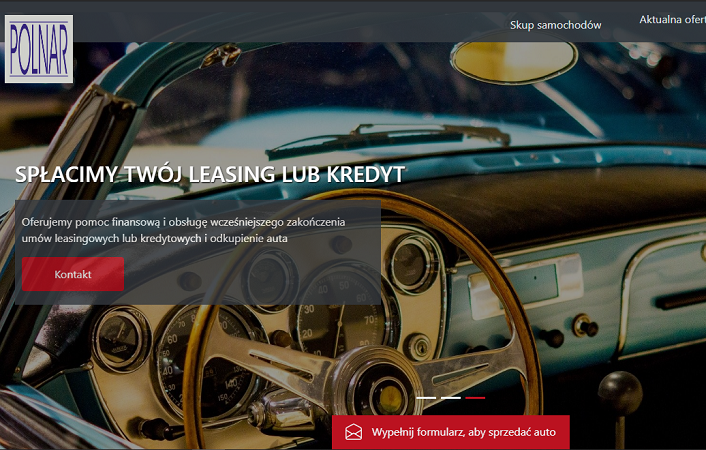 POLNAR
Skup samochodów
Aktualna ofert
SPŁACIMY TWÓJ LEASING LUB KREDYT
Oferujemy pomoc finansową i obsługę wcześniejszego zakończenia
umów leasingowych lub kredytowych i odkupienie auta
Kontakt
Wypełnij formularz, aby sprzedać auto